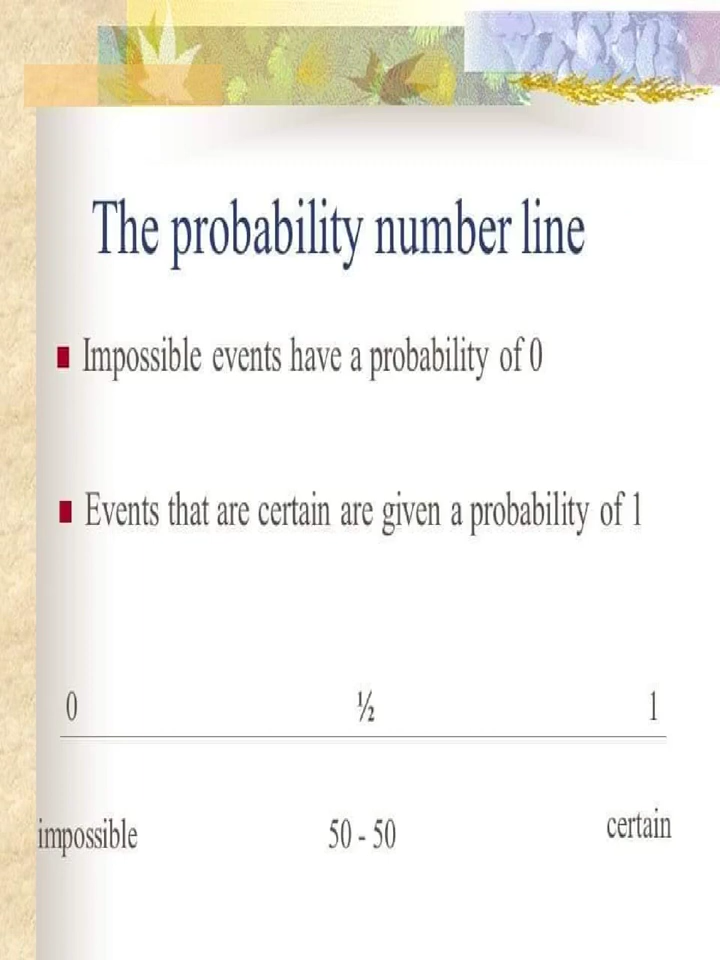 The probability number line
Impossible events have a probability of 0
Events that are certain are given a probability of 1
0 ½ 1
impossible 50 - 50 certain